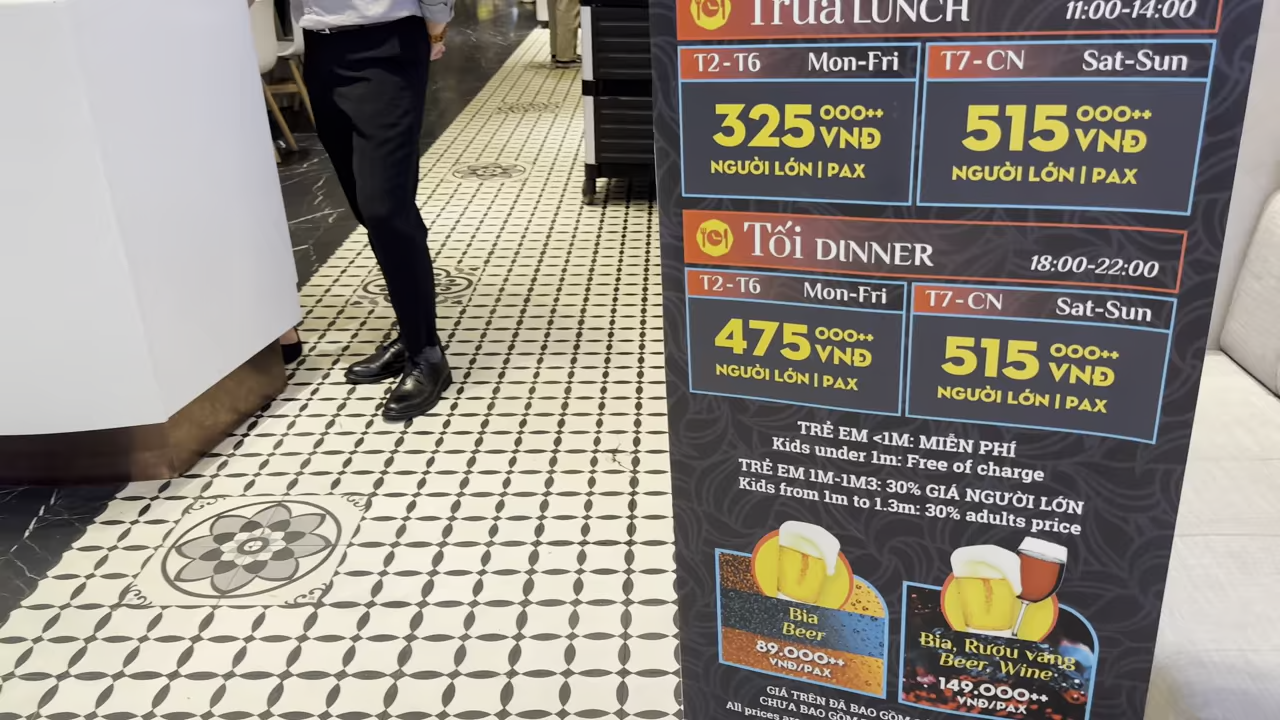 Trưa LUNCH 11:00-14:00
T2-T6 Mon-Fri
325 000++ VNĐ
NGƯỜI LỚN | PAX
T7-CN Sat-Sun
515 000++ VNĐ
NGƯỜI LỚN | PAX
Tối DINNER 18:00-22:00
T2-T6 Mon-Fri
475 000++ VNĐ
NGƯỜI LỚN | PAX
T7-CN Sat-Sun
515 000++ VNĐ
NGƯỜI LỚN | PAX
TRẺ EM <1M: MIỄN PHÍ
Kids under 1m: Free of charge
TRẺ EM 1M-1M3: 30% GIÁ NGƯỜI LỚN
Kids from 1m to 1.3m: 30% adults price
Bia
Beer
89.000++
VNĐ/PAX
Bia, Rượu vang
Beer, Wine
149.000++
VNĐ/PAX
GIÁ TRÊN ĐÃ BAO GỒM
CHƯA BAO GỒM
All prices are